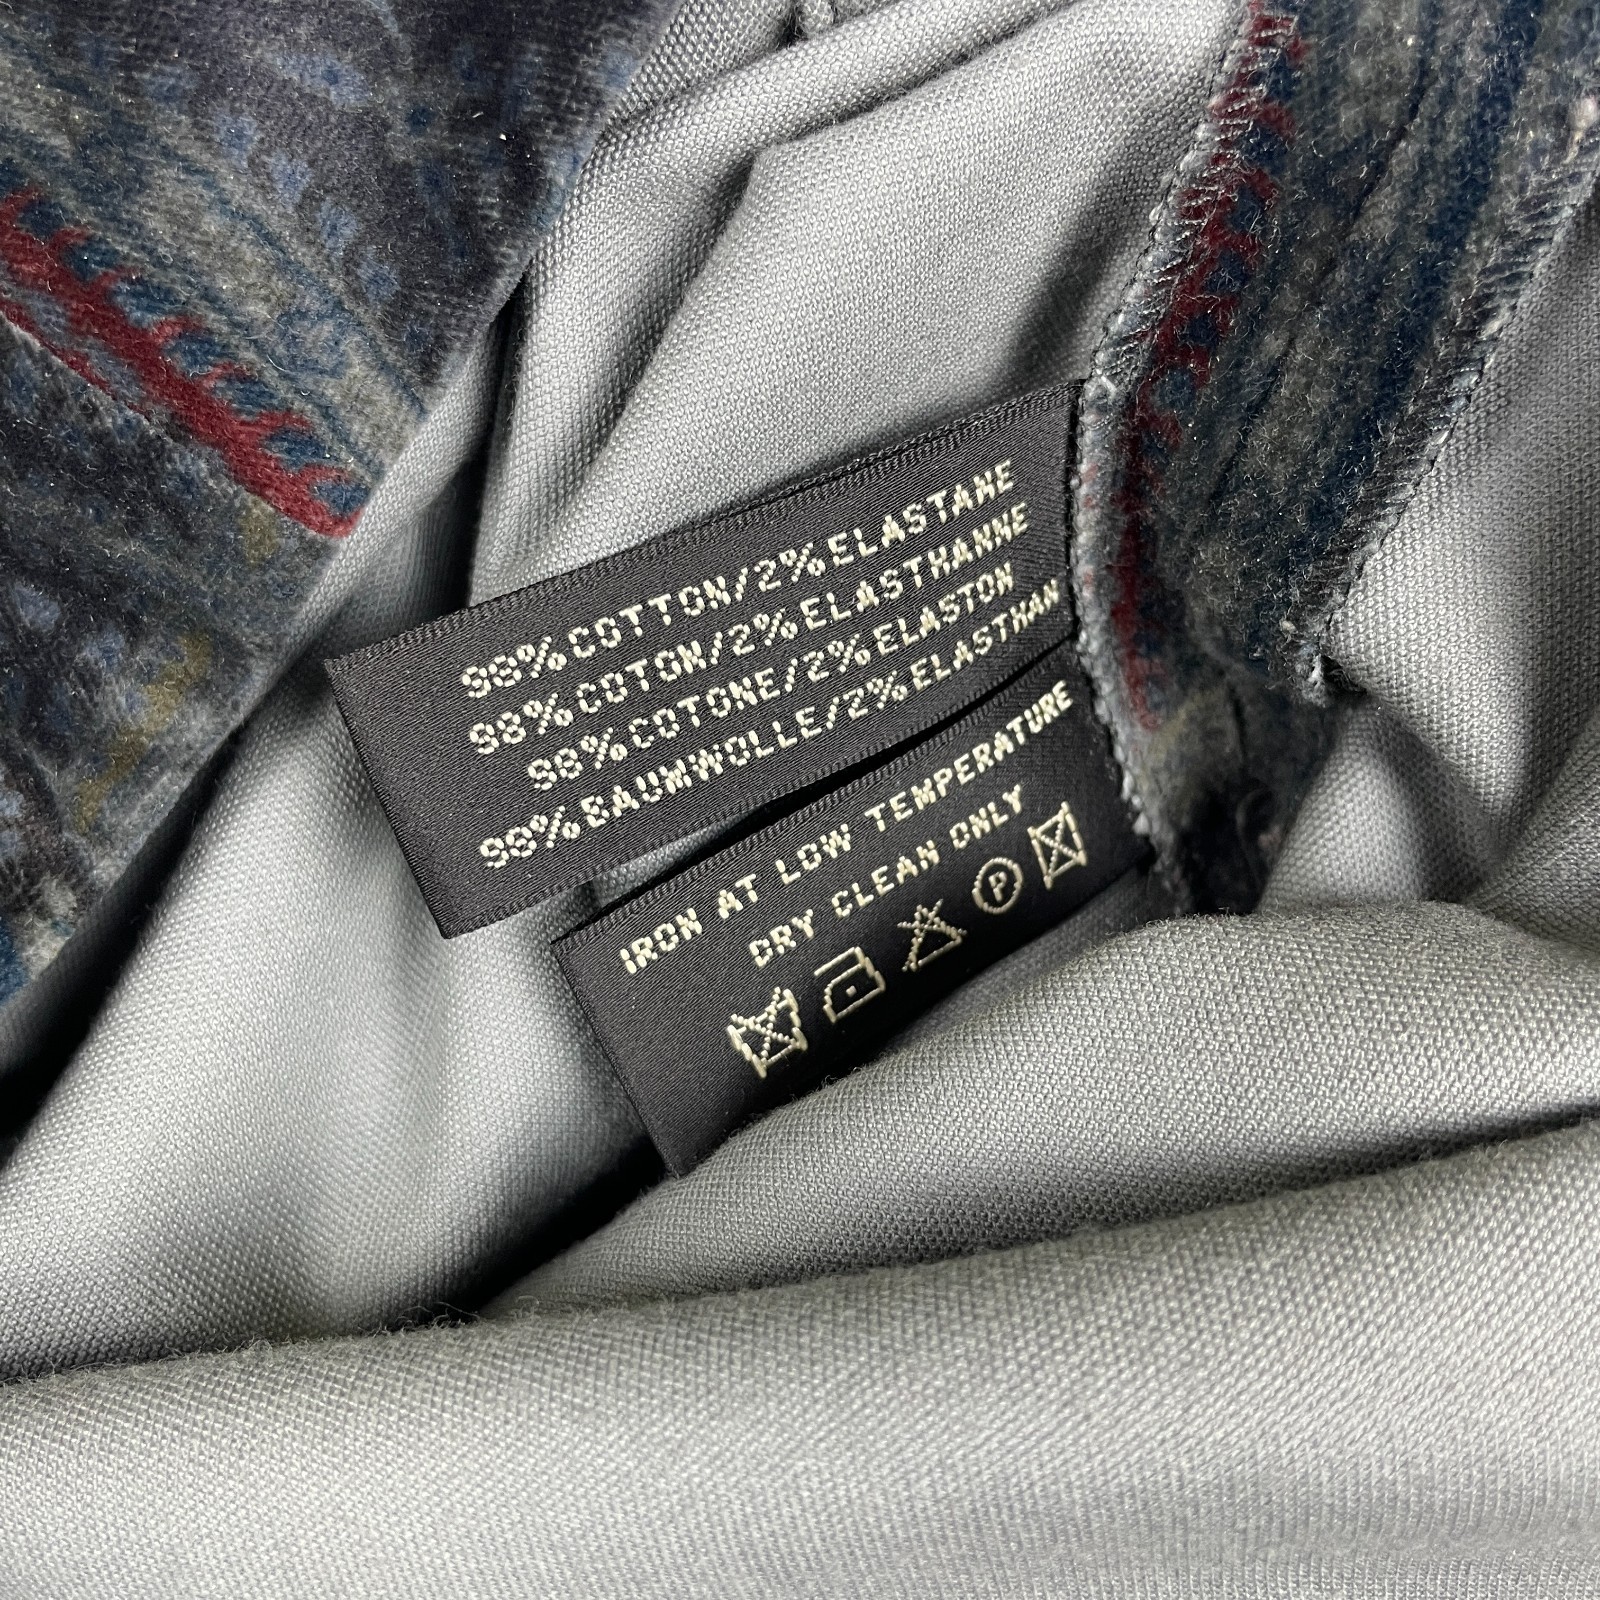 98% COTTON/2% ELASTANE
98% COTON/2% ELASTHANNE
98% COTONE/2% ELASTON
98% BAUMWOLLE/2% ELASTHAN
IRON AT LOW TEMPERATURE
DRY CLEAN ONLY
P